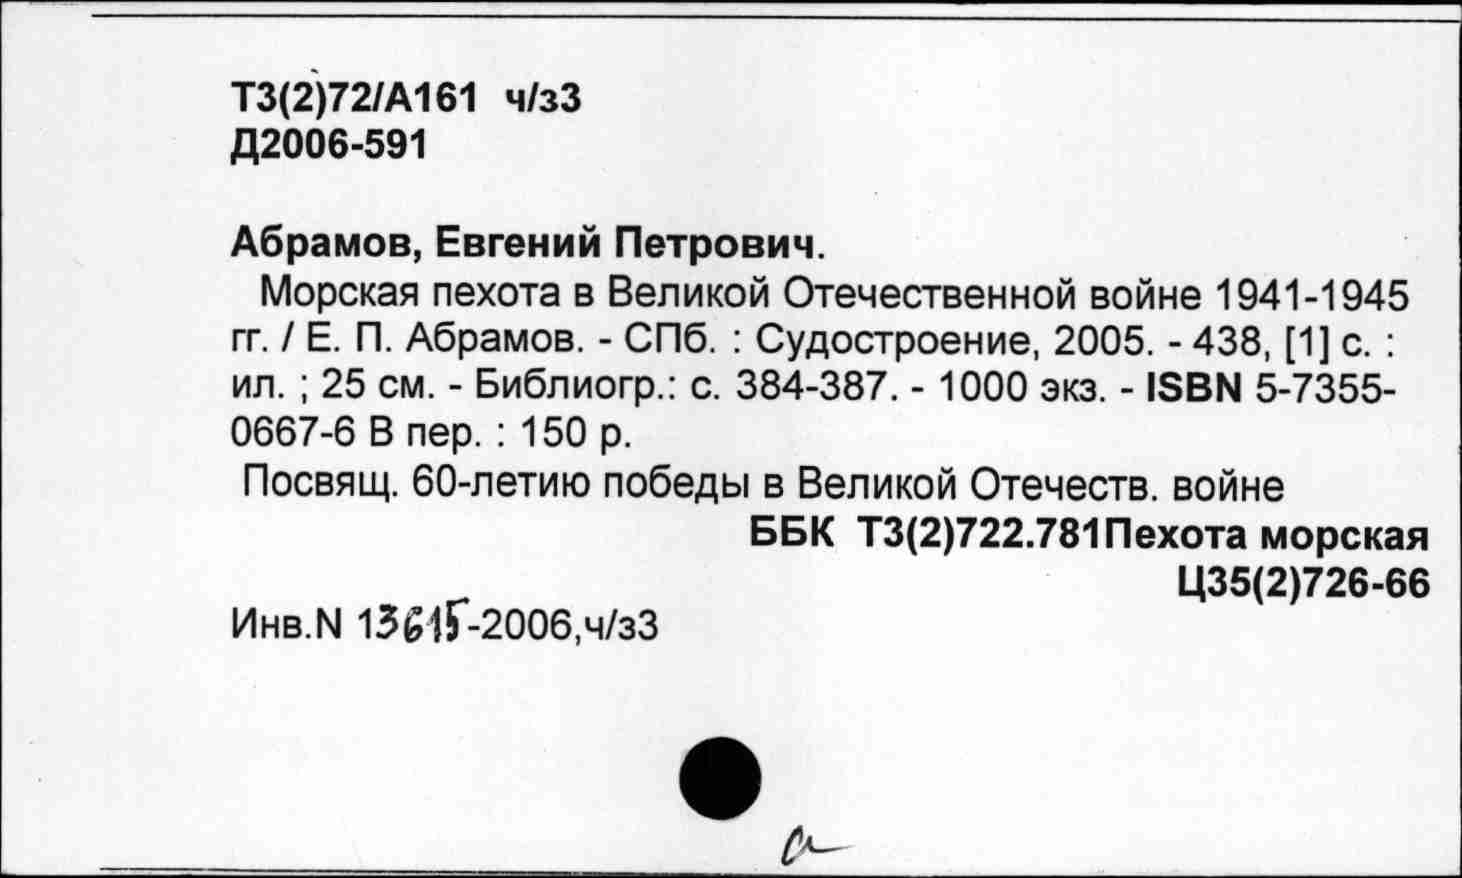 Т3(2)72/А161 ч/з3
Д2006-591
Абрамов, Евгений Петрович.
Морская пехота в Великой Отечественной войне 1941-1945
гг. / Е. П. Абрамов. - СПб. : Судостроение, 2005. - 438, [1] с. :
ил. ; 25 см. - Библиогр.: с. 384-387. - 1000 экз. - ISBN 5-7355-
0667-6 В пер. : 150 р.
Посвящ. 60-летию победы в Великой Отечеств. войне
ББК Т3(2)722.781Пехота морская
Ц35(2)726-66
Инв.N 13615-2006,ч/з3